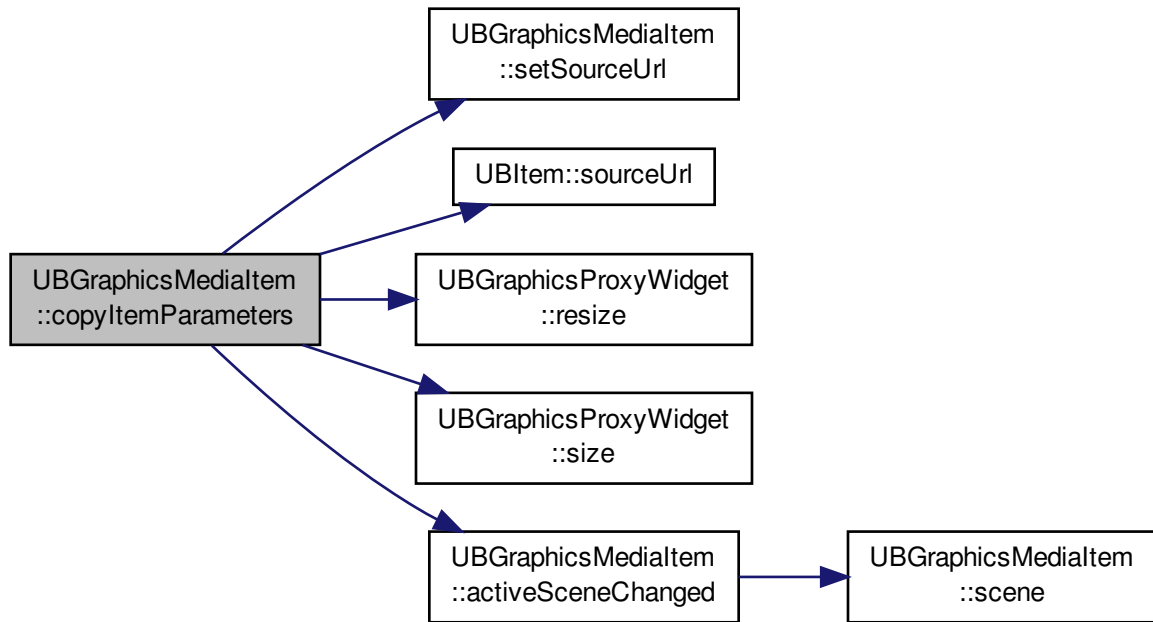 UBGraphicsMediaItem
::setSourceUrl
UBItem::sourceUrl
UBGraphicsMediaItem
::copyItemParameters
UBGraphicsProxyWidget
::resize
UBGraphicsProxyWidget
::size
UBGraphicsMediaItem
::activeSceneChanged
UBGraphicsMediaItem
::scene